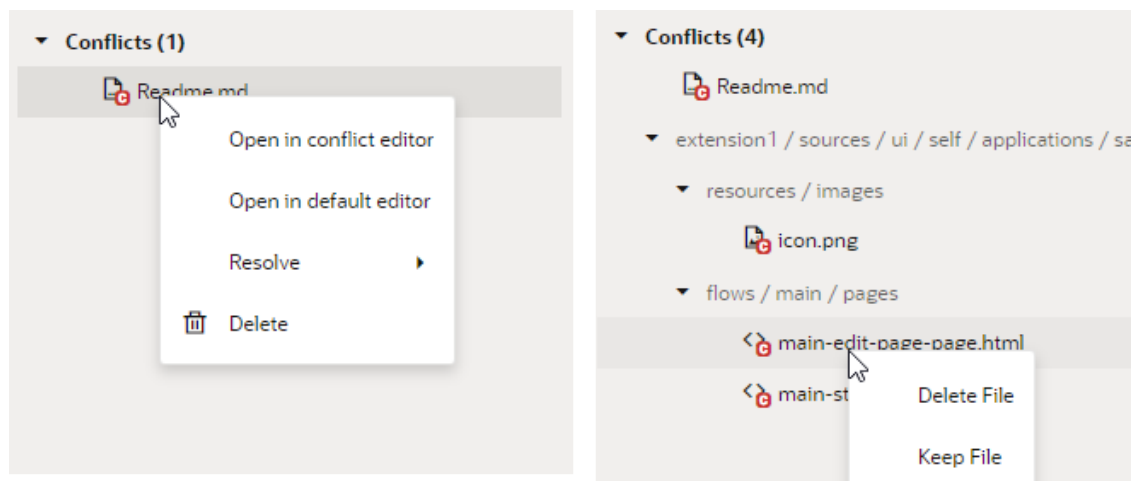 Conflicts (1)
Readme.md
Open in conflict editor
Open in default editor
Resolve
Delete
Conflicts (4)
Readme.md
extension1 / sources / ui / self / applications / sa
resources / images
icon.png
flows / main / pages
main-edit-page-page.html
main-st
Delete File
Keep File